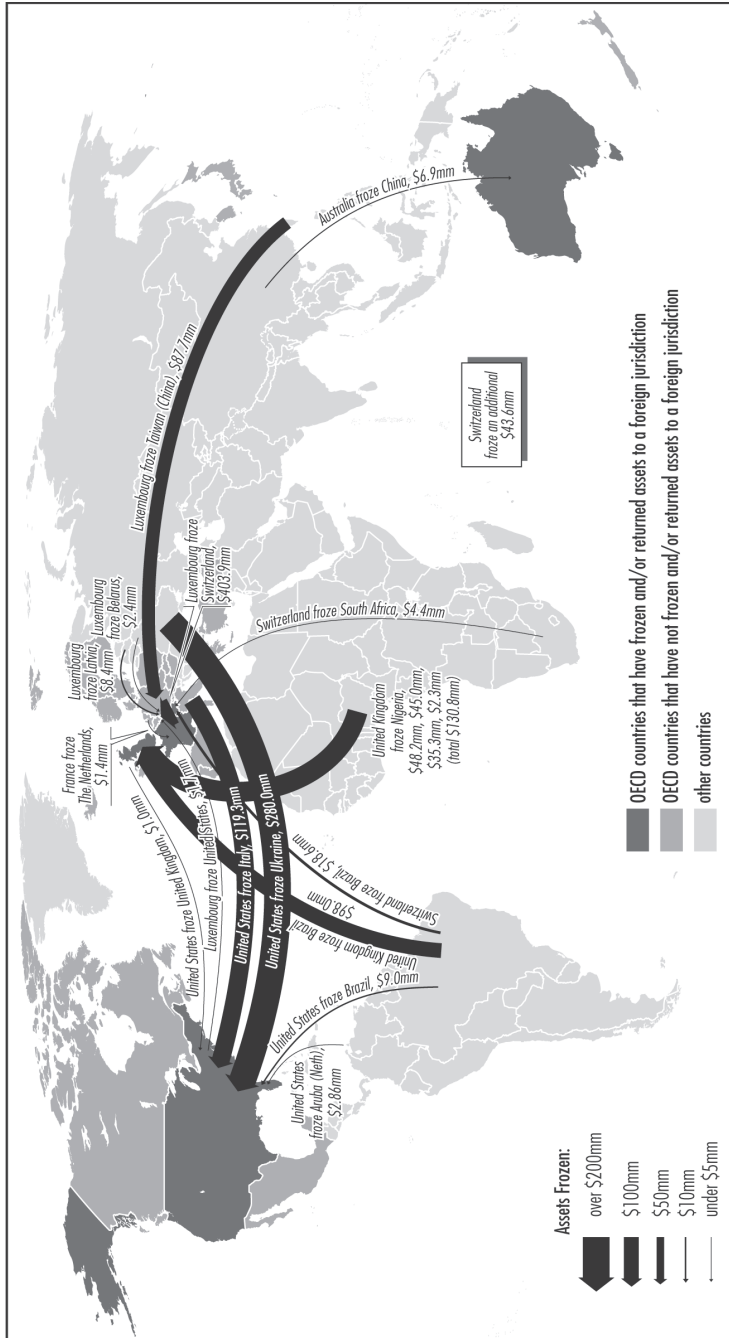 Australia froze China, $6.9mm
Luxembourg froze Taiwan (China), $87.7mm
Luxembourg froze
Switzerland,
$403.9mm
Luxembourg
froze Belarus,
$2.4mm
Luxembourg
froze Latvia,
$8.4mm
Switzerland froze South Africa, $4.4mm
France froze
The Netherlands,
$1.4mm
United Kingdom
froze Nigeria,
$48.2mm, $45.0mm,
$35.3mm, $2.3mm
(total $130.8mm)
United States froze United Kingdom, $1.0mm
Luxembourg froze United States, $1.7mm
United States froze Italy, $119.3mm
United States froze Ukraine, $280.0mm
Switzerland froze Brazil, $18.6mm
United Kingdom froze Brazil
$98.0mm
United States froze Brazil, $9.0mm
United States
froze Aruba (Neth),
$2.86mm
Switzerland
froze an additional
$43.6mm
Assets Frozen:
over $200mm
$100mm
$50mm
$10mm
under $5mm
OECD countries that have frozen and/or returned assets to a foreign jurisdiction
OECD countries that have not frozen and/or returned assets to a foreign jurisdiction
other countries